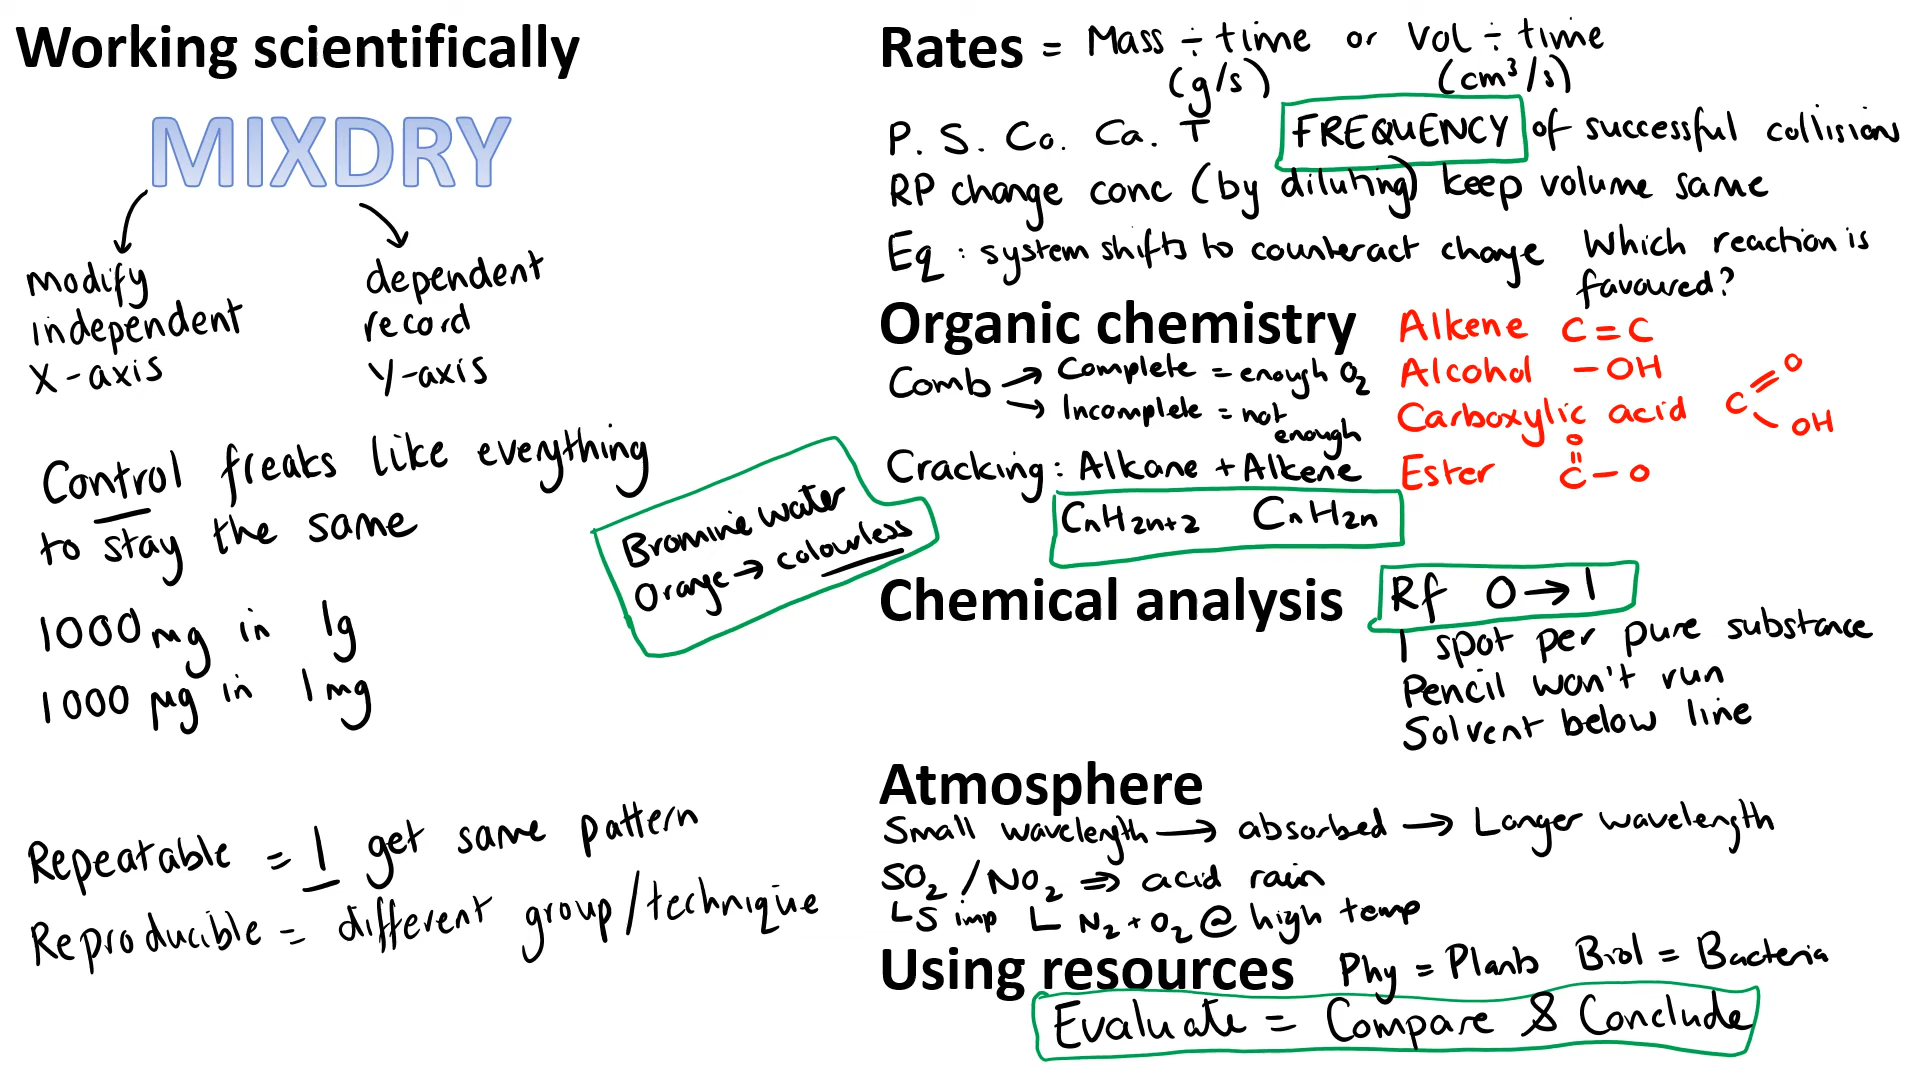 Working scientifically
MIXDRY
modify
independent
X-axis
dependent
record
Y-axis
Control freaks like everything
to stay the same
1000mg in 1g
1000 µg in 1mg
Repeatable = 1 get same pattern
Reproducible = different group/technique
Bromine water
Orange → colourless
Rates = Mass ÷ time or Vol ÷ time
(g/s) (cm³/s)
P. S. Co. Ca. T FREQUENCY of successful collision
RP change conc (by diluting) keep volume same
Eq : system shifts to counteract change Which reaction is
favoured?
Organic chemistry
Comb → Complete = enough O₂
→ Incomplete = not
enough
Cracking : Alkane + Alkene
CnH2n+2 CnH2n
Alkene C=C
Alcohol -OH
Carboxylic acid C=O OH
Ester O=C-O
Chemical analysis
Rf 0→1
1 spot per pure substance
Pencil won't run
Solvent below line
Atmosphere
Small wavelength → absorbed → Longer wavelength
SO₂ / NO₂ ⇒ acid rain
↳ S imp ↳ N₂ + O₂ @ high temp
Using resources
Phy = Plants Biol = Bacteria
Evaluate = Compare & Conclude